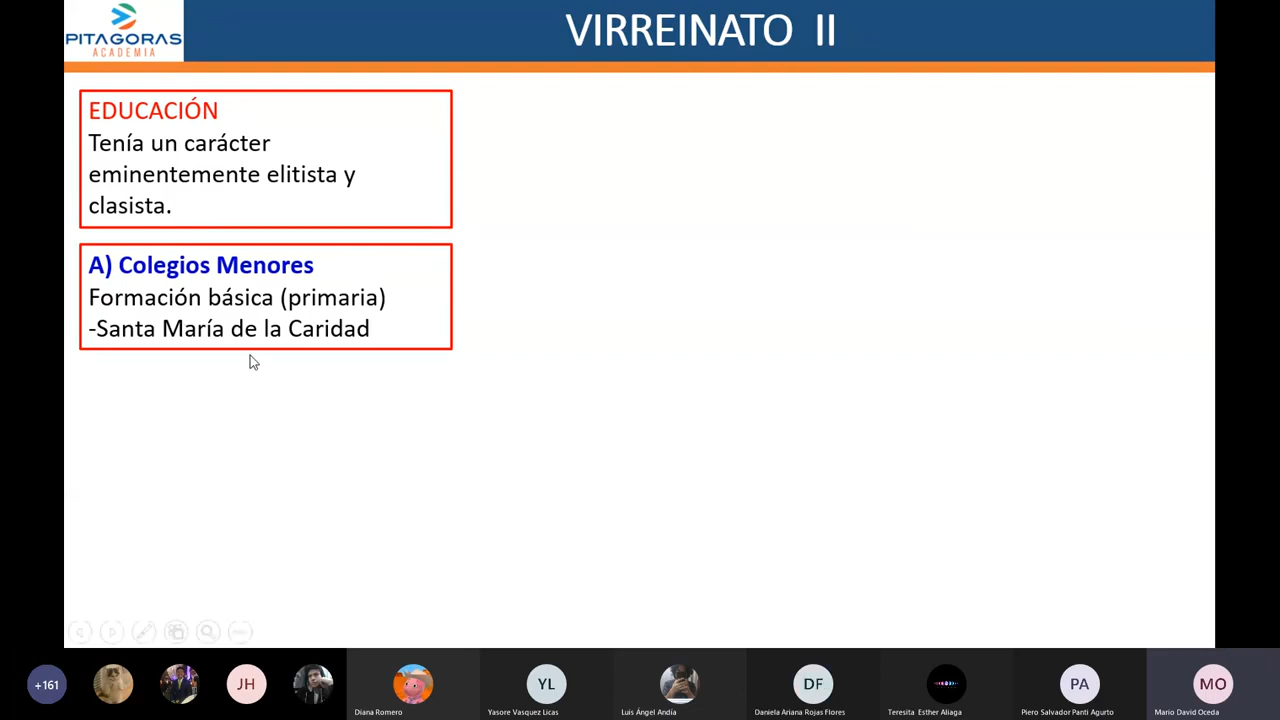 PITAGORAS
ACADEMIA
VIRREINATO II
EDUCACIÓN
Tenía un carácter
eminentemente elitista y
clasista.
A) Colegios Menores
Formación básica (primaria)
-Santa María de la Caridad
+161
JH
Diana Romero
YL
Yasore Vasquez Licas
Luis Ángel Andía
DF
Daniela Ariana Rojas Flores
Teresita Esther Aliaga
PA
Piero Salvador Panti Agurto
MO
Mario David Oceda